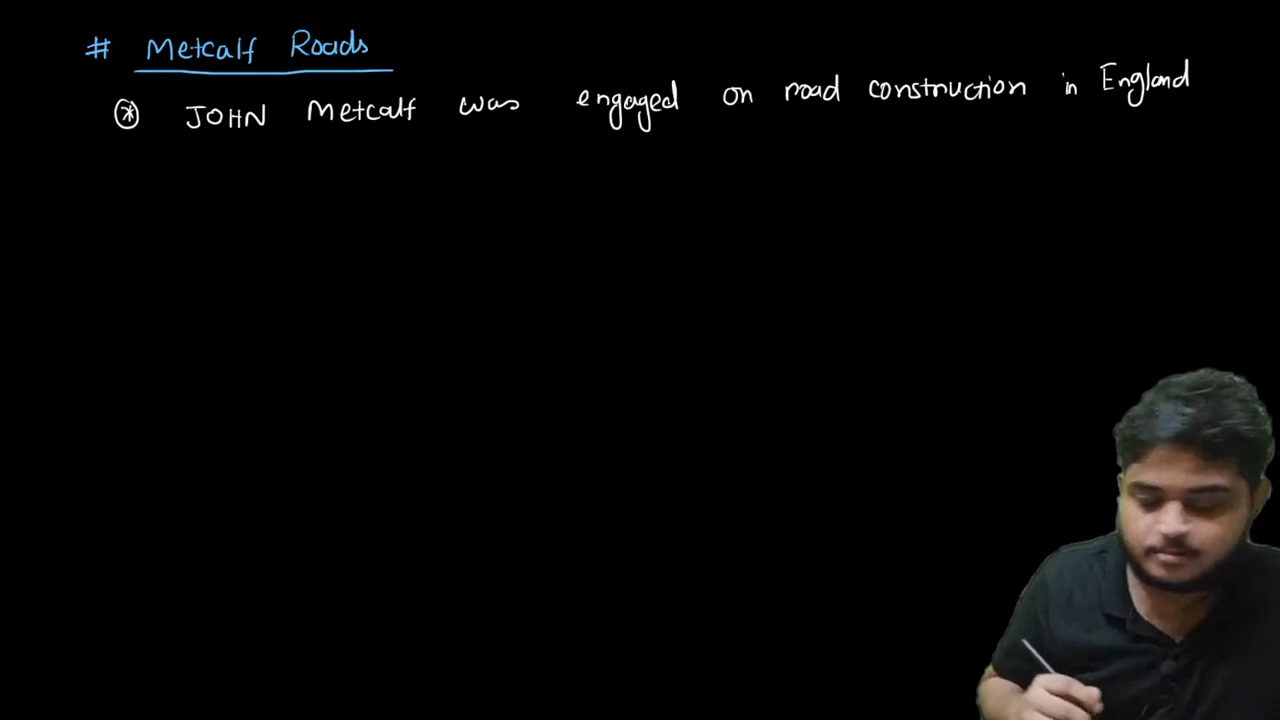 # Metcalf Roads
⊛ JOHN Metcalf was engaged on road construction in England